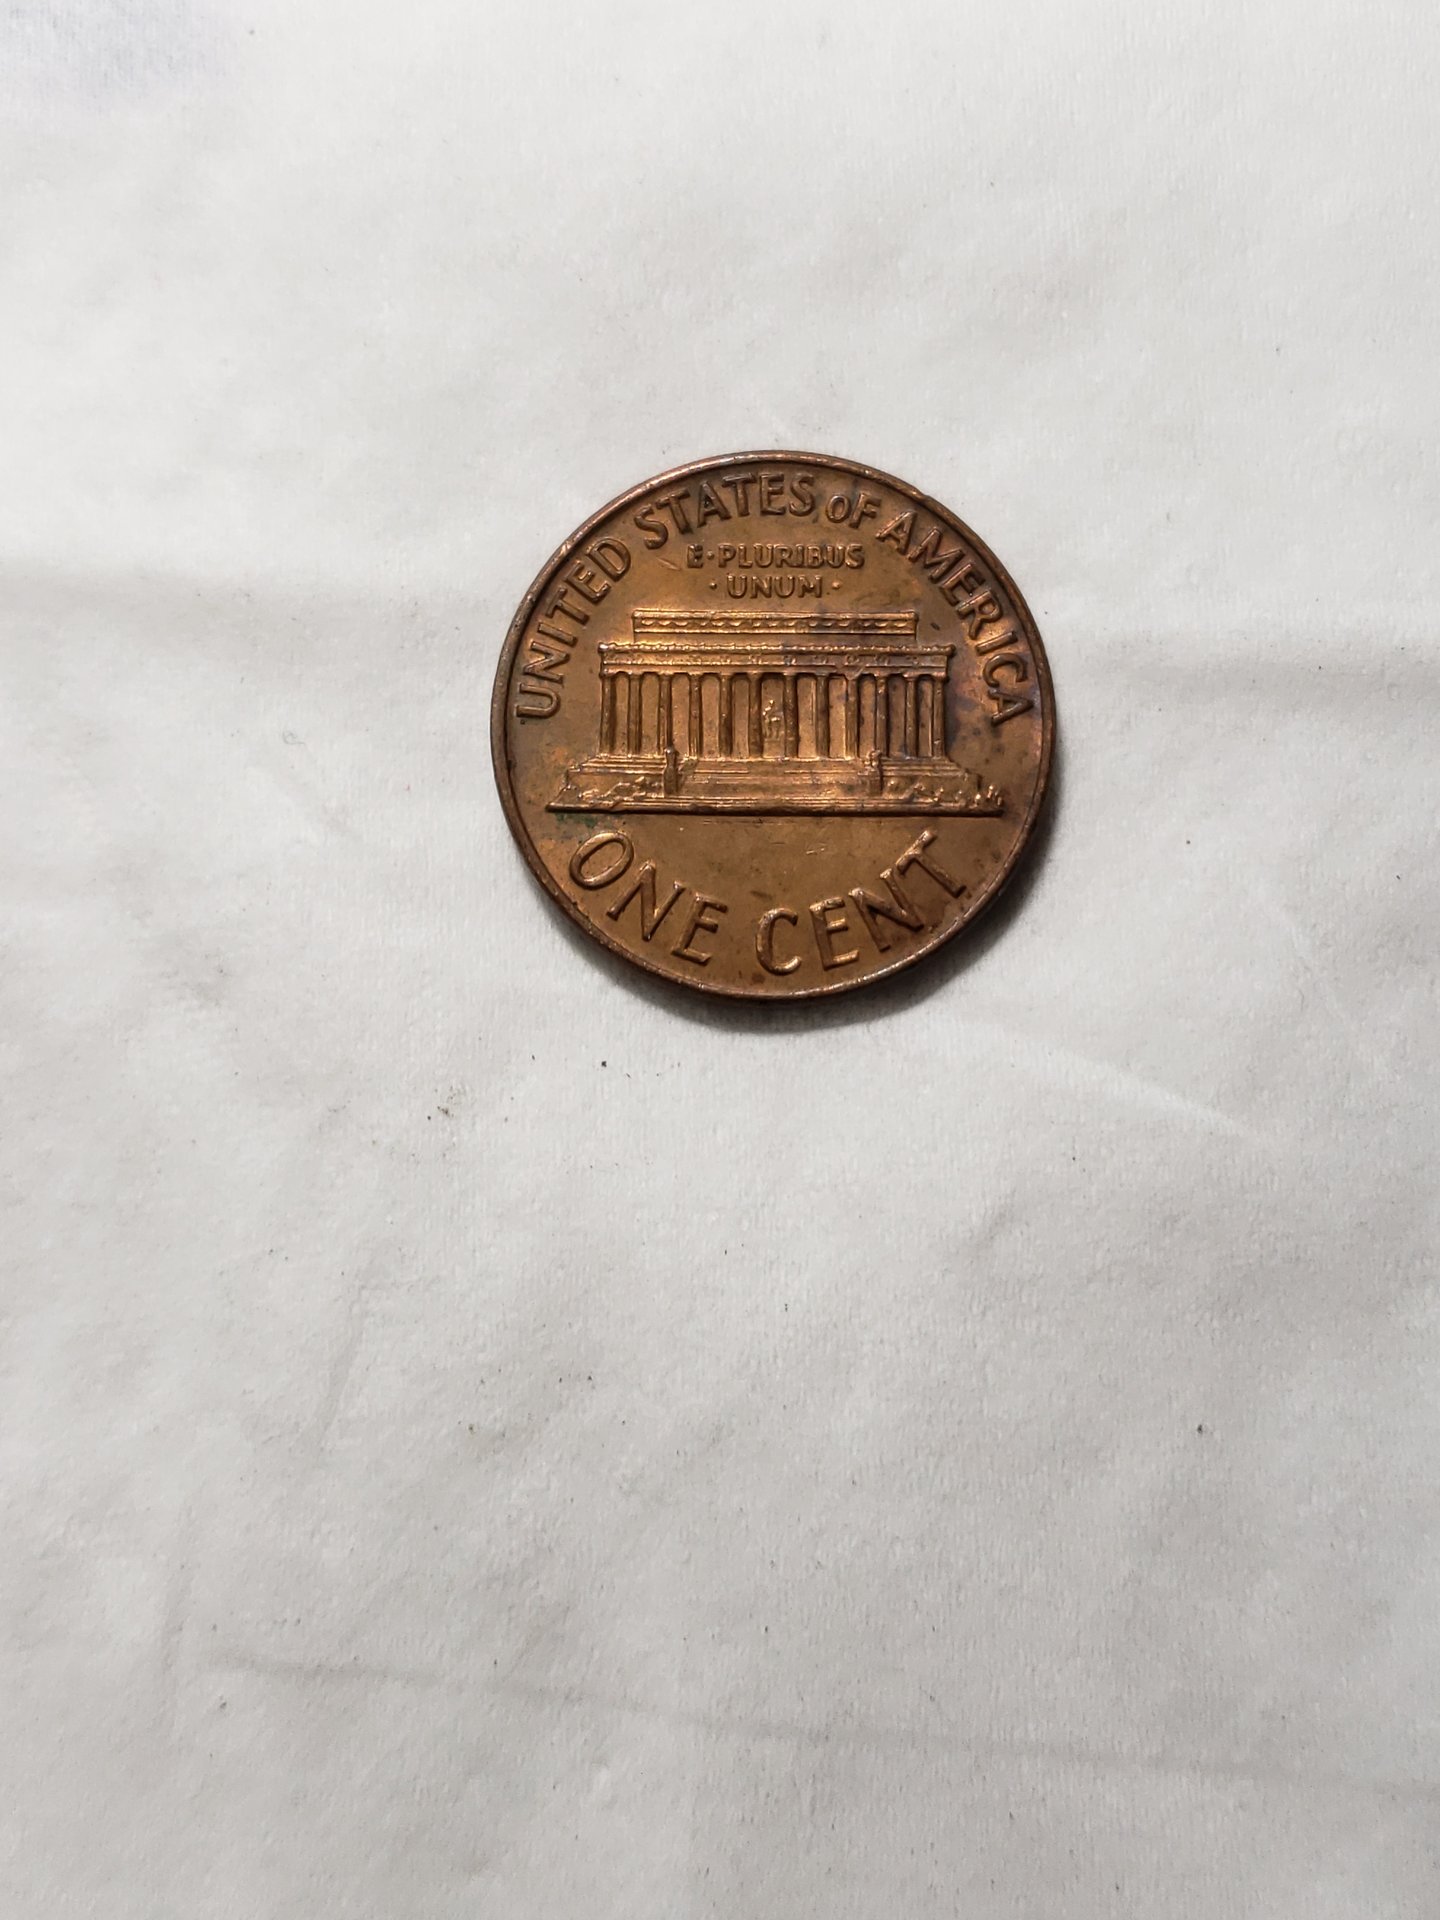 UNITED STATES OF AMERICA
E·PLURIBUS
·UNUM·
ONE CENT